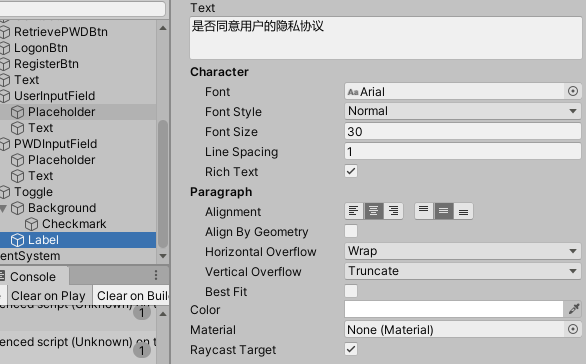 RetrievePWDBtn
LogonBtn
RegisterBtn
Text
UserInputField
Placeholder
Text
PWDInputField
Placeholder
Text
Toggle
Background
Checkmark
Label
entSystem
Console
Clear on Play
Clear on Buil
enced script (Unknown) on t
1
enced script (Unknown) on t
1
Text
是否同意用户的隐私协议
Character
Font
Aa Arial
Font Style
Normal
Font Size
30
Line Spacing
1
Rich Text
Paragraph
Alignment
Align By Geometry
Horizontal Overflow
Wrap
Vertical Overflow
Truncate
Best Fit
Color
Material
None (Material)
Raycast Target